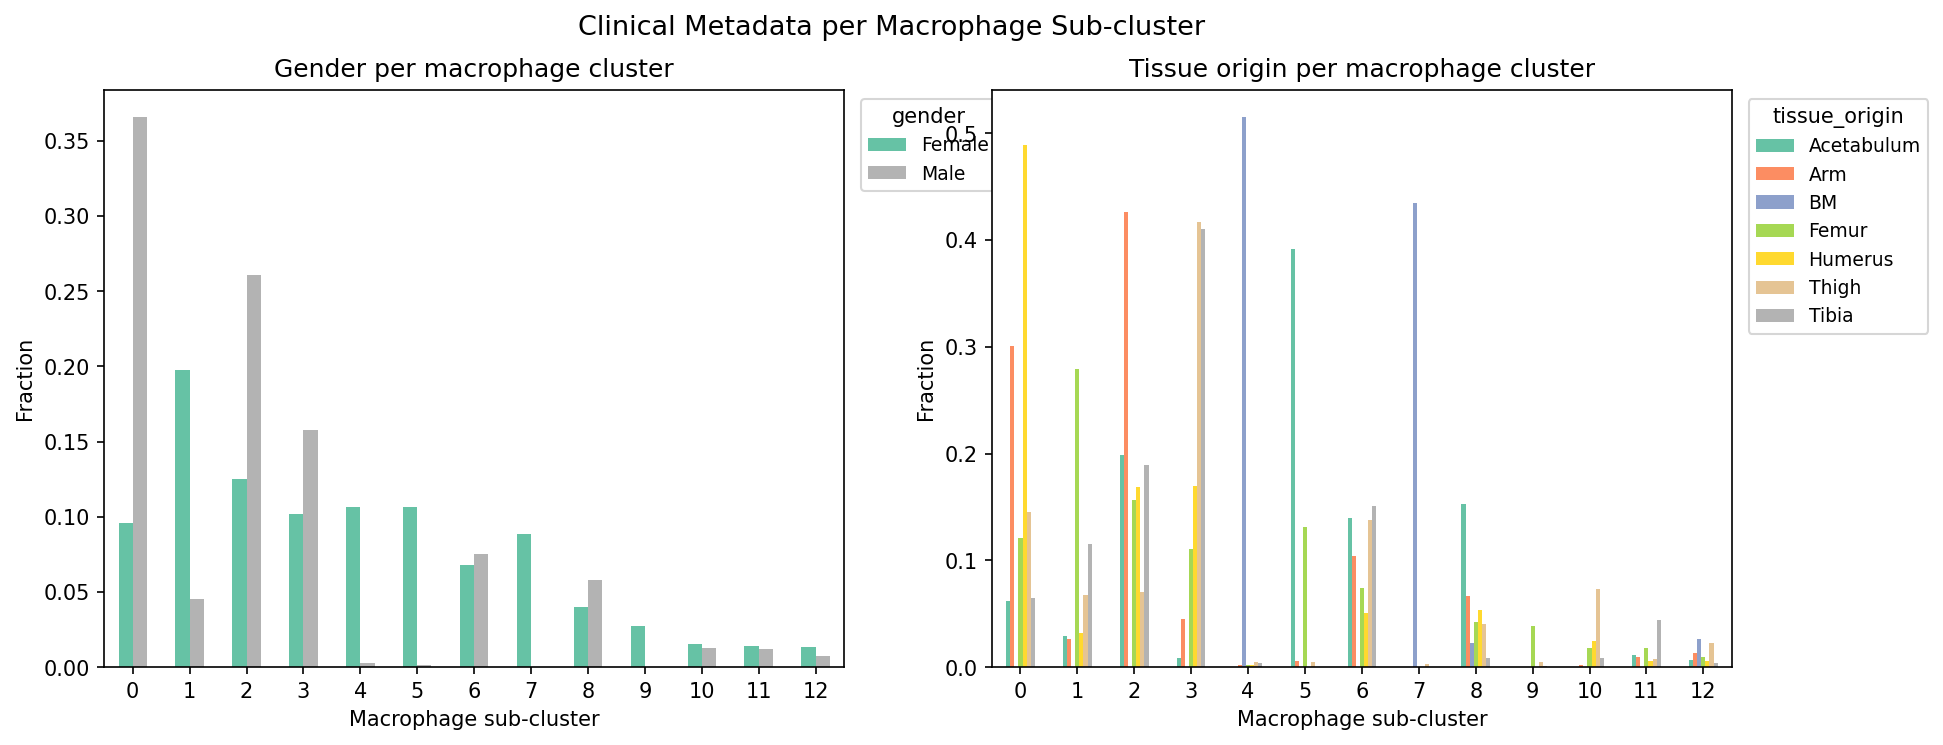 Clinical Metadata per Macrophage Sub-cluster
Gender per macrophage cluster
Fraction
0.35
0.30
0.25
0.20
0.15
0.10
0.05
0.00
0 1 2 3 4 5 6 7 8 9 10 11 12
Macrophage sub-cluster
gender
Female
Male
Tissue origin per macrophage cluster
Fraction
0.5
0.4
0.3
0.2
0.1
0.0
0 1 2 3 4 5 6 7 8 9 10 11 12
Macrophage sub-cluster
tissue_origin
Acetabulum
Arm
BM
Femur
Humerus
Thigh
Tibia